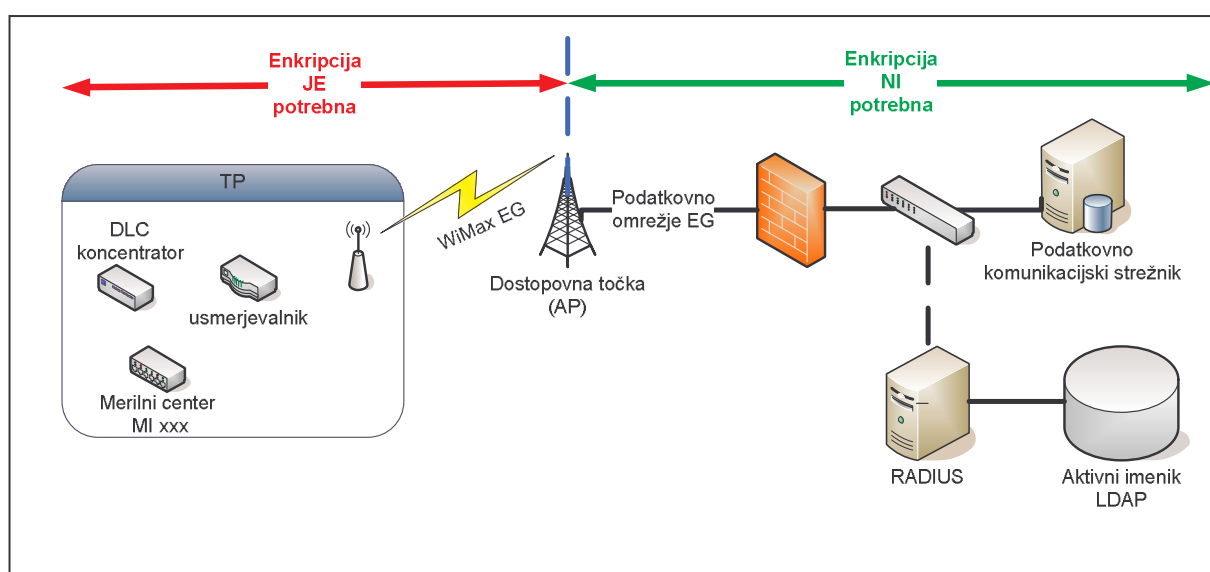 Enkripcija
JE
potrebna
Enkripcija
NI
potrebna
TP
DLC
koncentrator
usmerjevalnik
Merilni center
MI xxx
WiMax EG
Dostopovna točka
(AP)
Podatkovno
omrežje EG
Podatkovno
komunikacijski strežnik
RADIUS
Aktivni imenik
LDAP